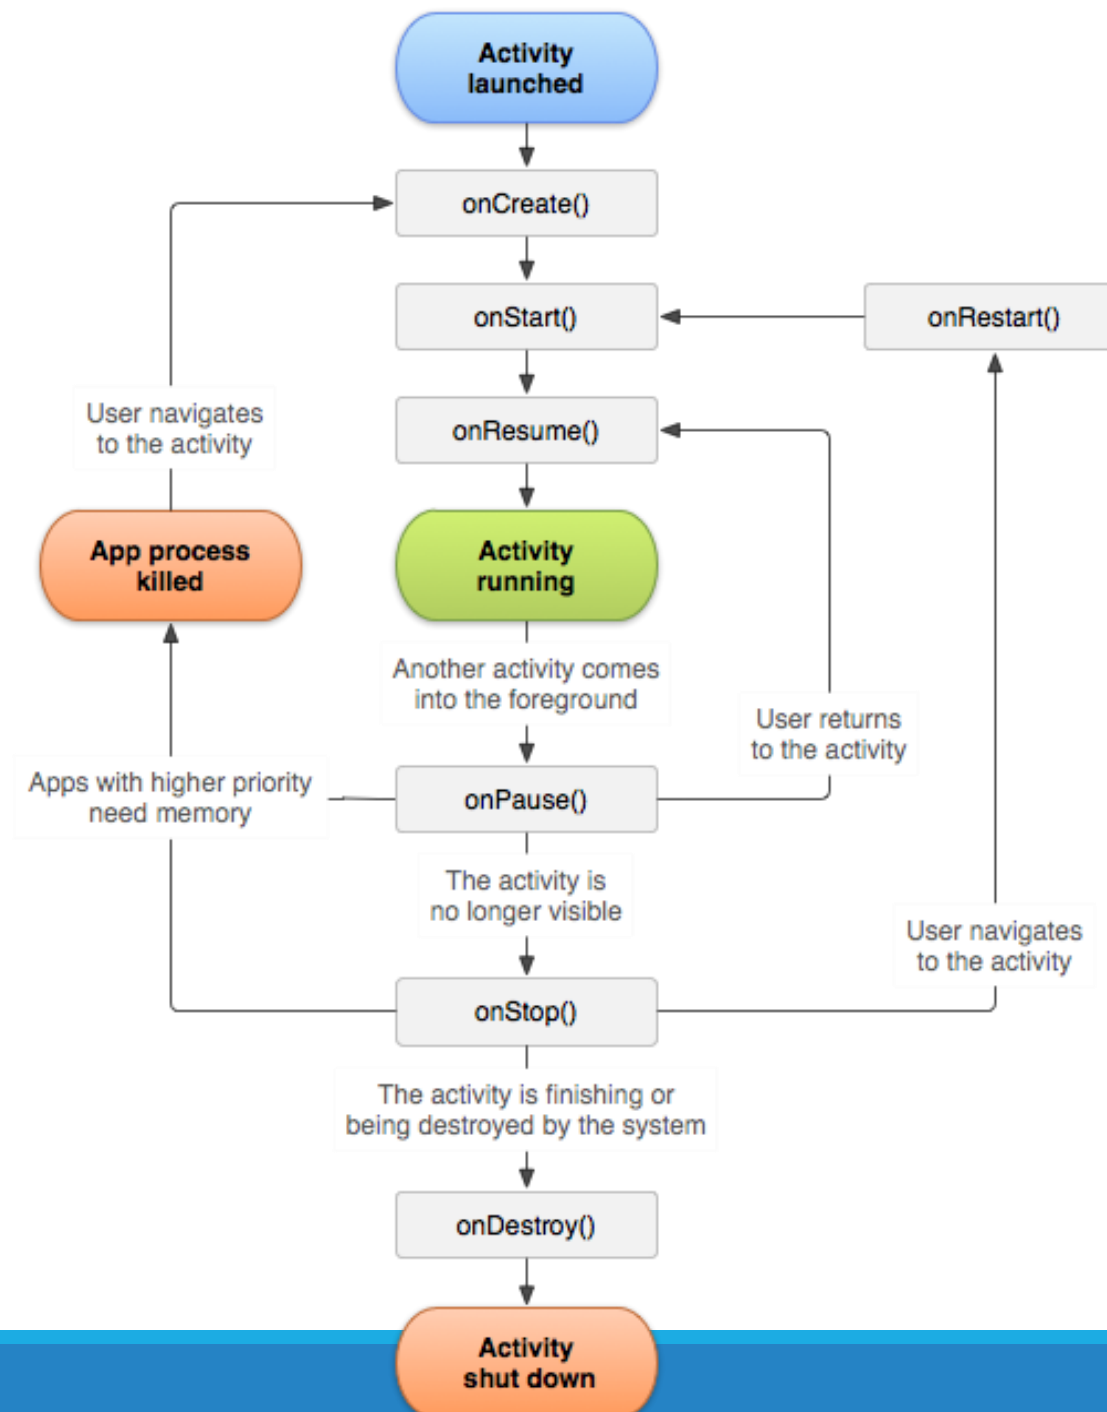 Activity
launched
onCreate()
onStart()
onRestart()
User navigates
to the activity
onResume()
App process
killed
Activity
running
Another activity comes
into the foreground
User returns
to the activity
Apps with higher priority
need memory
onPause()
The activity is
no longer visible
User navigates
to the activity
onStop()
The activity is finishing or
being destroyed by the system
onDestroy()
Activity
shut down